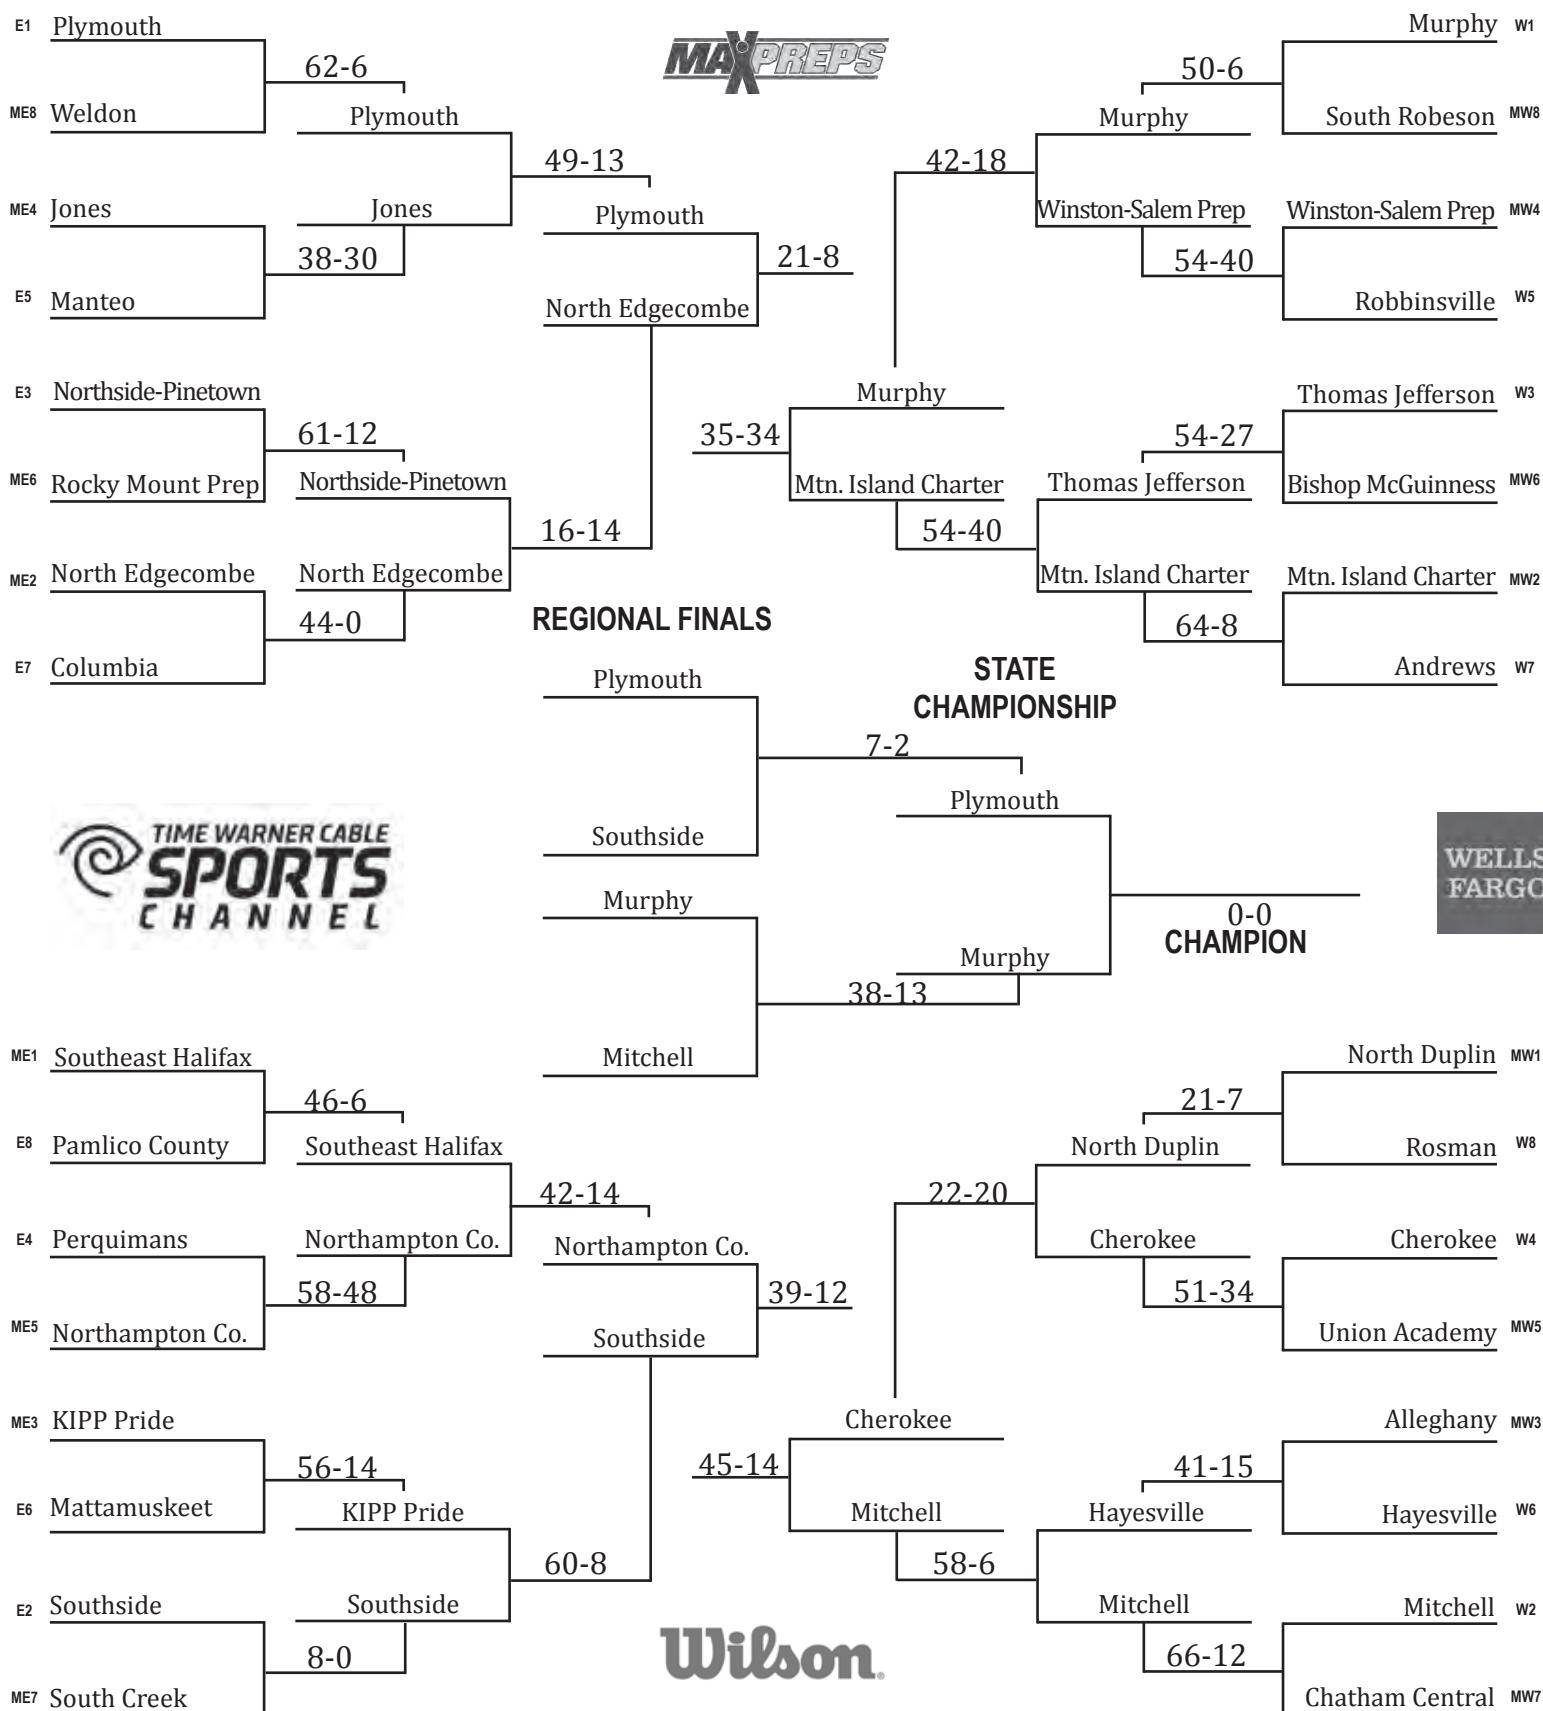 E1 Plymouth
62-6
ME8 Weldon
Plymouth
49-13
ME4 Jones
Jones
38-30
E5 Manteo
Plymouth
21-8
North Edgecombe
E3 Northside-Pinetown
61-12
ME6 Rocky Mount Prep
Northside-Pinetown
16-14
ME2 North Edgecombe
North Edgecombe
44-0
E7 Columbia
MAXPREPS
Murphy W1
50-6
South Robeson MW8
Murphy
42-18
Winston-Salem Prep
Winston-Salem Prep MW4
54-40
Robbinsville W5
Murphy
35-34
Mtn. Island Charter
Thomas Jefferson W3
54-27
Bishop McGuinness MW6
Thomas Jefferson
54-40
Mtn. Island Charter
Mtn. Island Charter MW2
64-8
Andrews W7
REGIONAL FINALS
STATE
CHAMPIONSHIP
Plymouth
7-2
Southside
Plymouth
Murphy
0-0
CHAMPION
Murphy
38-13
Mitchell
TIME WARNER CABLE
SPORTS
CHANNEL
WELLS
FARGO
ME1 Southeast Halifax
46-6
E8 Pamlico County
Southeast Halifax
42-14
E4 Perquimans
Northampton Co.
58-48
ME5 Northampton Co.
Northampton Co.
39-12
Southside
ME3 KIPP Pride
56-14
E6 Mattamuskeet
KIPP Pride
60-8
E2 Southside
Southside
8-0
ME7 South Creek
Wilson
North Duplin MW1
21-7
Rosman W8
North Duplin
22-20
Cherokee
Cherokee W4
51-34
Union Academy MW5
Cherokee
45-14
Mitchell
Alleghany MW3
41-15
Hayesville W6
Hayesville
58-6
Mitchell
Mitchell W2
66-12
Chatham Central MW7